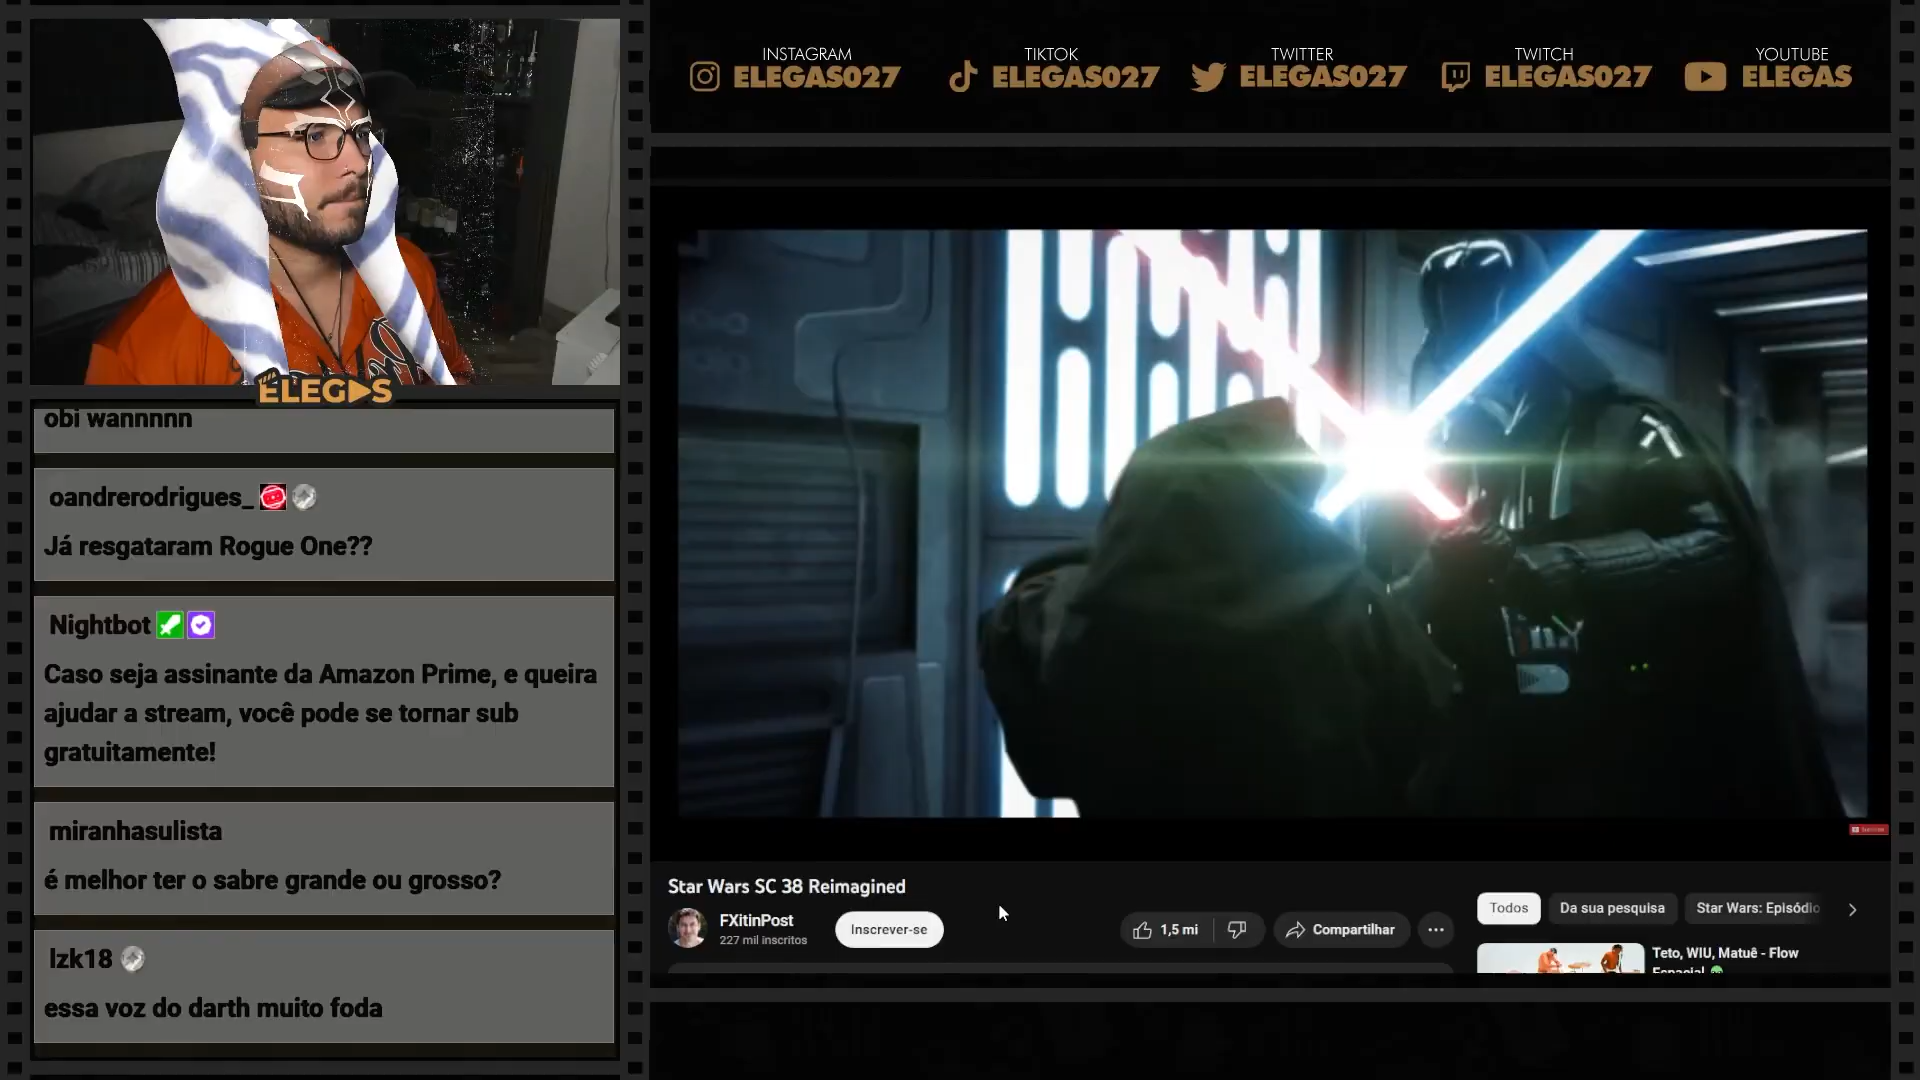 INSTAGRAM
ELEGAS027
TIKTOK
ELEGAS027
TWITTER
ELEGAS027
TWITCH
ELEGAS027
YOUTUBE
ELEGAS
ELEGAS
obi wannnnn
oandrerodrigues_
Já resgataram Rogue One??
Nightbot
Caso seja assinante da Amazon Prime, e queira
ajudar a stream, você pode se tornar sub
gratuitamente!
miranhasulista
é melhor ter o sabre grande ou grosso?
lzk18
essa voz do darth muito foda
Star Wars SC 38 Reimagined
FXitinPost
227 mil inscritos
Inscrever-se
1,5 mi
Compartilhar
Todos
Da sua pesquisa
Star Wars: Episódio
Teto, WIU, Matuê - Flow
Espacial